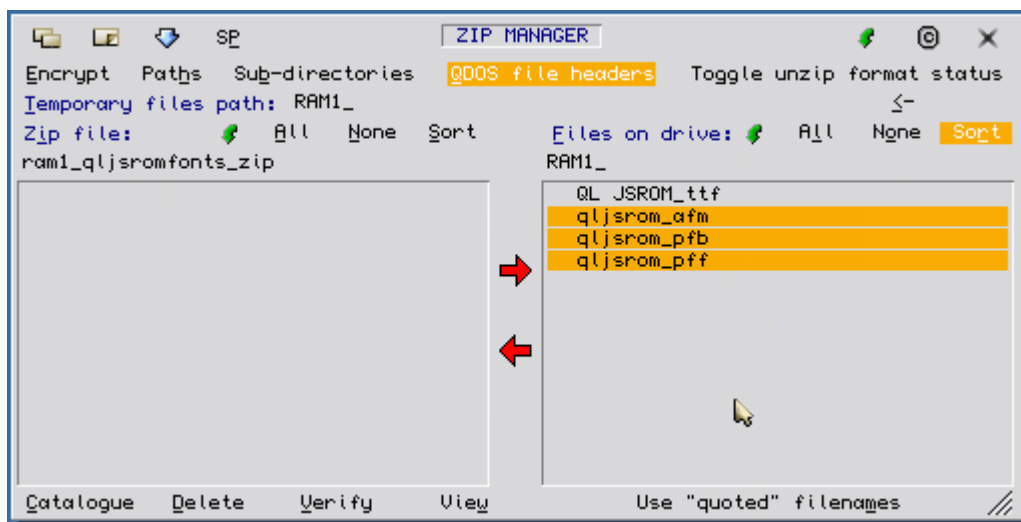 SP ZIP MANAGER ©
Encrypt Paths Sub-directories QDOS file headers Toggle unzip format status
Temporary files path: RAM1_ <-
Zip file: All None Sort Files on drive: All None Sort
ram1_qljsromfonts_zip RAM1_
QL JSROM_ttf
qljsrom_afm
qljsrom_pfb
qljsrom_pff
Catalogue Delete Verify View Use "quoted" filenames